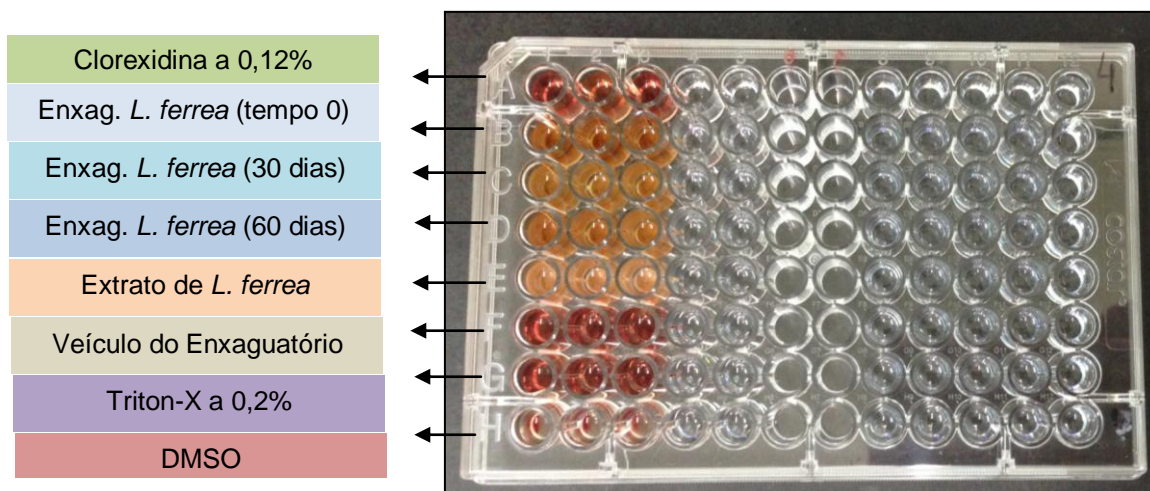 Clorexidina a 0,12%
Enxag. L. ferrea (tempo 0)
Enxag. L. ferrea (30 dias)
Enxag. L. ferrea (60 dias)
Extrato de L. ferrea
Veículo do Enxaguatório
Triton-X a 0,2%
DMSO
A
B
C
D
E
F
G
H
4